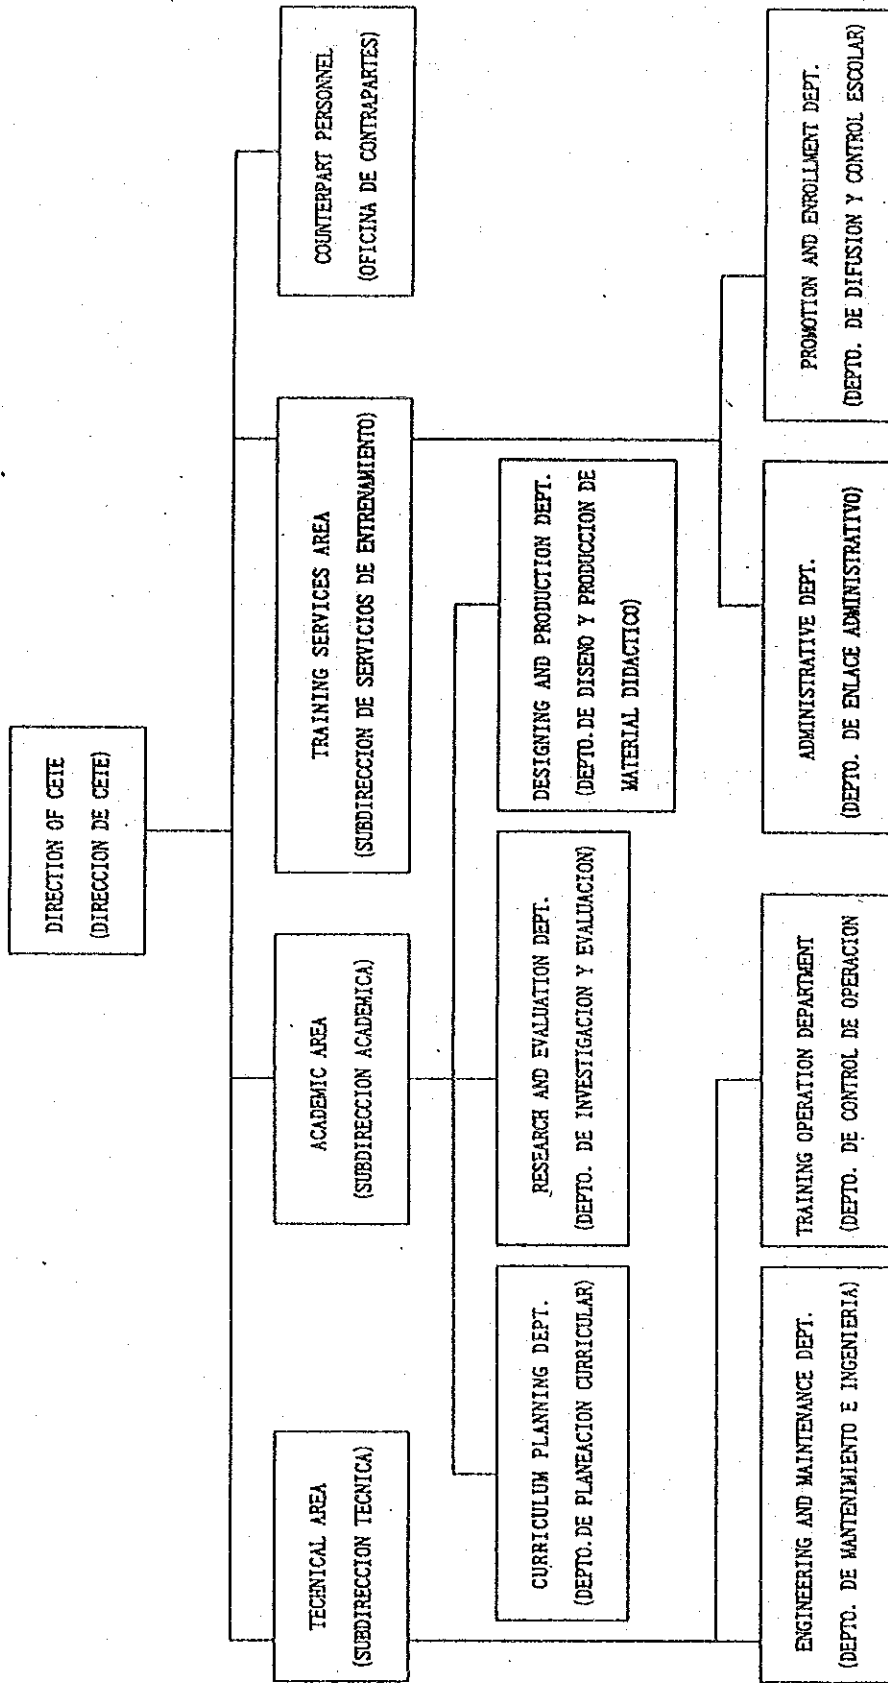 DIRECTION OF CETE
(DIRECCION DE CETE)
TECHNICAL AREA
(SUBDIRECCION TECNICA)
ACADEMIC AREA
(SUBDIRECCION ACADEMICA)
TRAINING SERVICES AREA
(SUBDIRECCION DE SERVICIOS DE ENTRENAMIENTO)
COUNTERPART PERSONNEL
(OFICINA DE CONTRAPARTES)
CURRICULUM PLANNING DEPT.
(DEPTO.DE PLANEACION CURRICULAR)
RESEARCH AND EVALUATION DEPT.
(DEPTO. DE INVESTIGACION Y EVALUACION)
DESIGNING AND PRODUCTION DEPT.
(DEPTO.DE DISENO Y PRODUCCION DE
MATERIAL DIDACTICO)
ENGINEERING AND MAINTENANCE DEPT.
(DEPTO. DE MANTENIMIENTO E INGENIERIA)
TRAINING OPERATION DEPARTMENT
(DEPTO. DE CONTROL DE OPERACION
ADMINISTRATIVE DEPT.
(DEPTO. DE ENLACE ADMINISTRATIVO)
PROMOTION AND ENROLLMENT DEPT.
(DEPTO. DE DIFUSION Y CONTROL ESCOLAR)